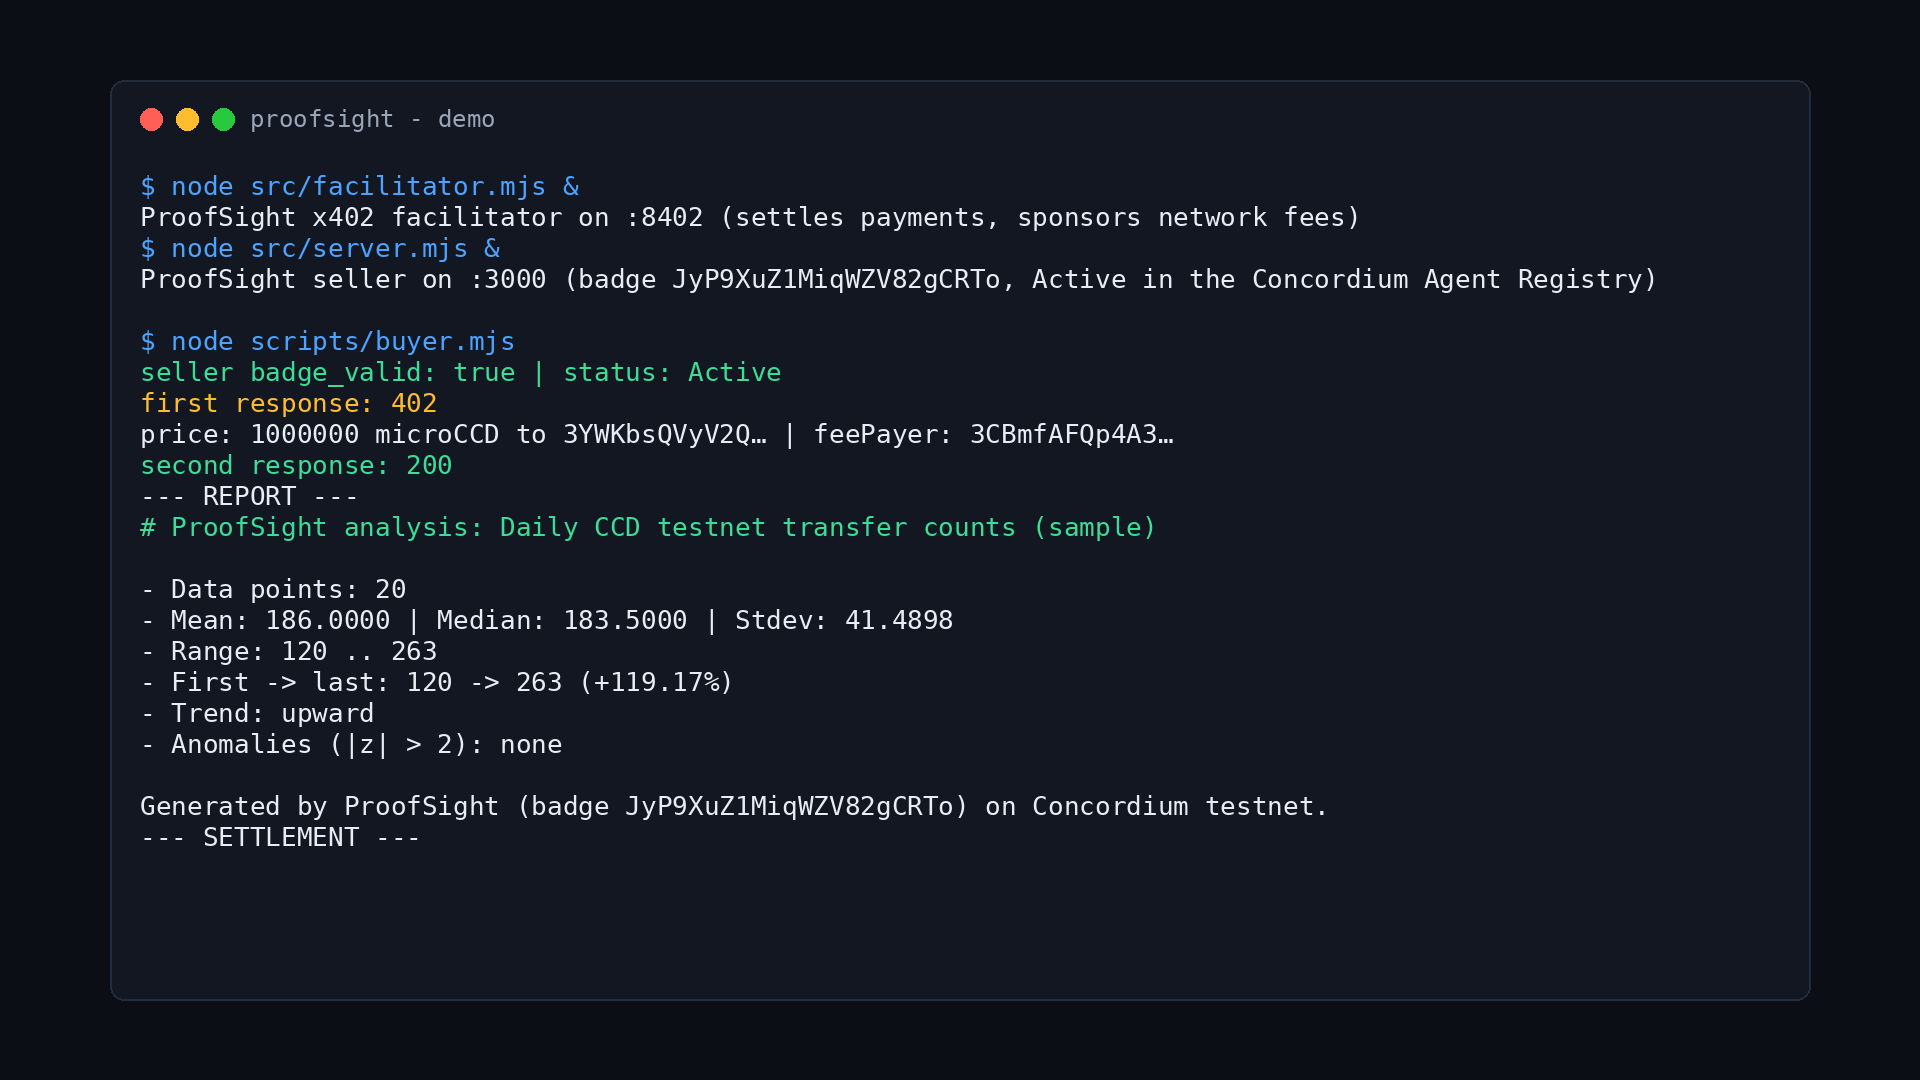 proofsight - demo
$ node src/facilitator.mjs &
ProofSight x402 facilitator on :8402 (settles payments, sponsors network fees)
$ node src/server.mjs &
ProofSight seller on :3000 (badge JyP9XuZ1MiqWZV82gCRTo, Active in the Concordium Agent Registry)
$ node scripts/buyer.mjs
seller badge_valid: true | status: Active
first response: 402
price: 1000000 microCCD to 3YWKbsQVyV2Q… | feePayer: 3CBmfAFQp4A3…
second response: 200
--- REPORT ---
# ProofSight analysis: Daily CCD testnet transfer counts (sample)
- Data points: 20
- Mean: 186.0000 | Median: 183.5000 | Stdev: 41.4898
- Range: 120 .. 263
- First -> last: 120 -> 263 (+119.17%)
- Trend: upward
- Anomalies (|z| > 2): none
Generated by ProofSight (badge JyP9XuZ1MiqWZV82gCRTo) on Concordium testnet.
--- SETTLEMENT ---